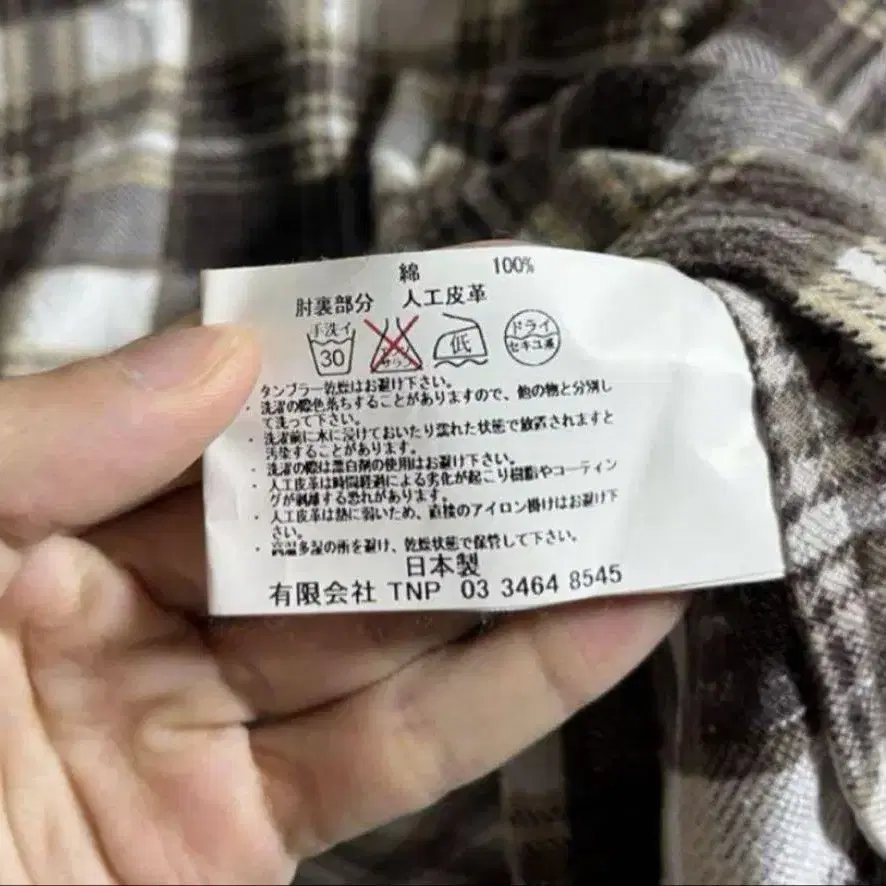 綿 100%
肘裏部分 人工皮革
手洗イ
30
低
ドライ
セキユ系
タンブラー乾燥はお避け下さい。
・洗濯の際色落ちすることがありますので、他の物と分別し
て洗って下さい。
・洗濯前に水に浸けておいたり濡れた状態で放置されますと
汚染することがあります。
・洗濯の際は漂白剤の使用はお避け下さい。
・人工皮革は時間経過による劣化が起こり樹脂やコーティン
グが剥離する恐れがあります。
・人工皮革は熱に弱いため、直接のアイロン掛けはお避け下
さい。
・高温多湿の所を避け、乾燥状態で保管して下さい。
日本製
有限会社 TNP 03 3464 8545